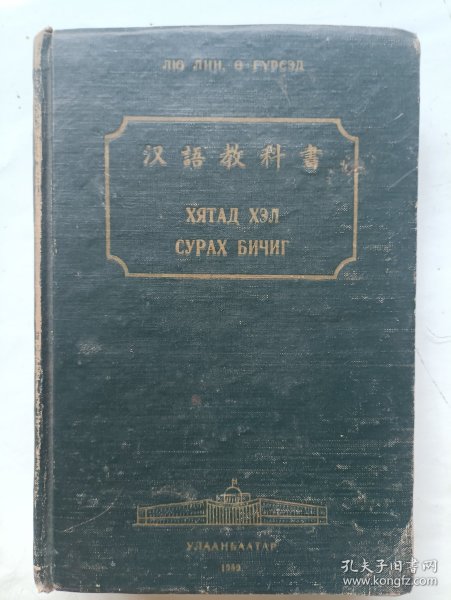 ЛЮ ЛИН, Ө ГҮРСЭД
汉語教科書
ХЯТАД ХЭЛ
СУРАХ БИЧИГ
УЛААНБААТАР
孔夫子旧书网
www.kongfz.com